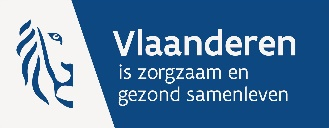 Vlaanderen
is zorgzaam en
gezond samenleven